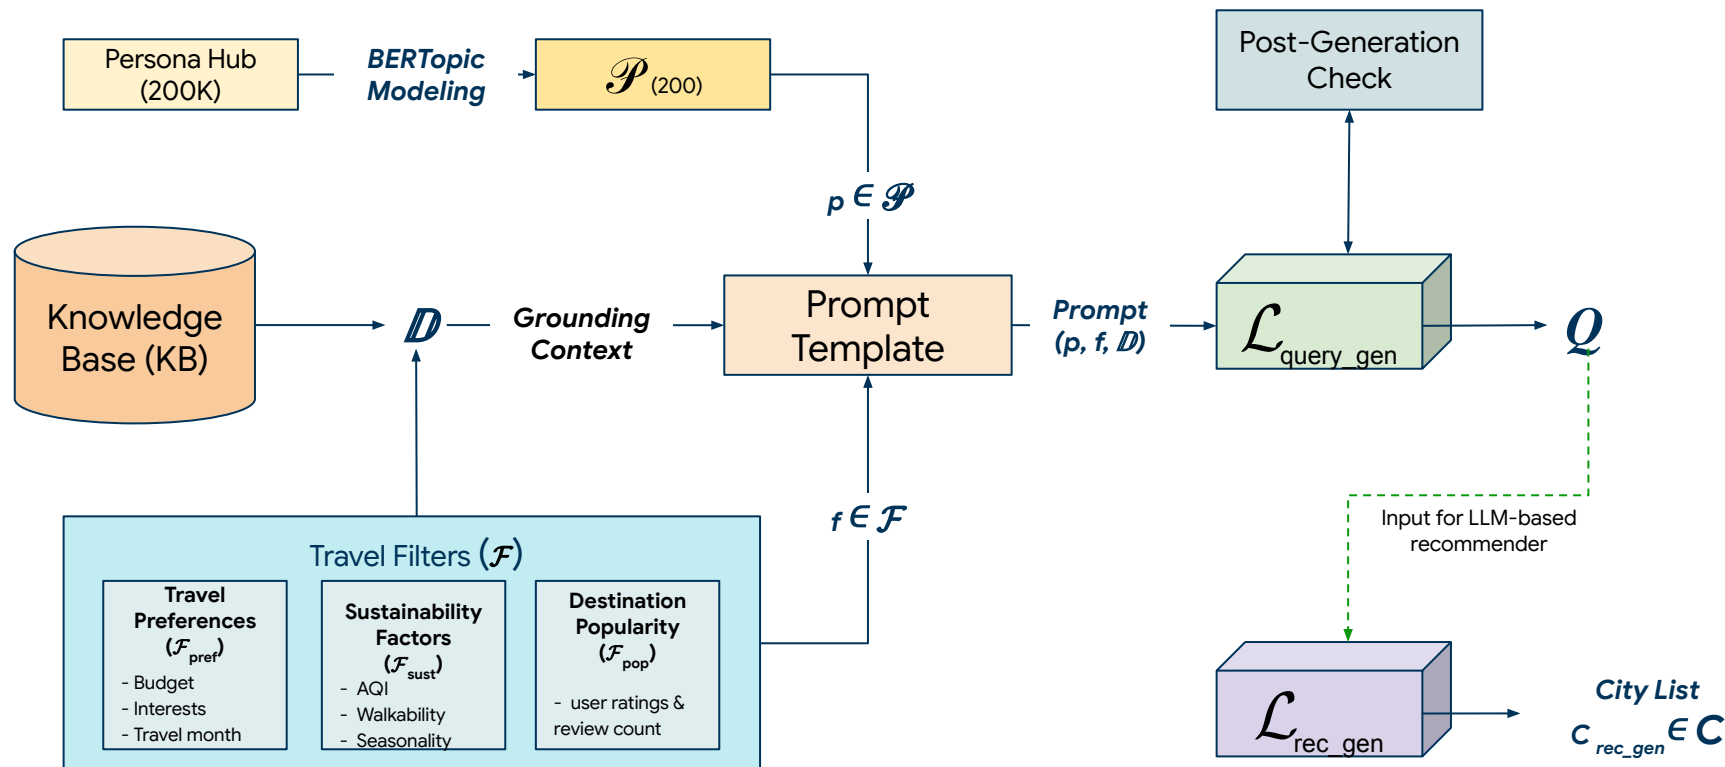 Persona Hub
(200K)
BERTopic
Modeling
𝒫 (200)
Post-Generation
Check
p ∈ 𝒫
Knowledge
Base (KB)
𝔻
Grounding
Context
Prompt
Template
Prompt
(p, f, 𝔻)
ℒquery_gen
Q
f ∈ ℱ
Input for LLM-based
recommender
Travel Filters (ℱ)
Travel
Preferences
(ℱpref)
- Budget
- Interests
- Travel month
Sustainability
Factors
(ℱsust)
- AQI
- Walkability
- Seasonality
Destination
Popularity
(ℱpop)
- user ratings &
review count
ℒrec_gen
City List
C rec_gen ∈ C